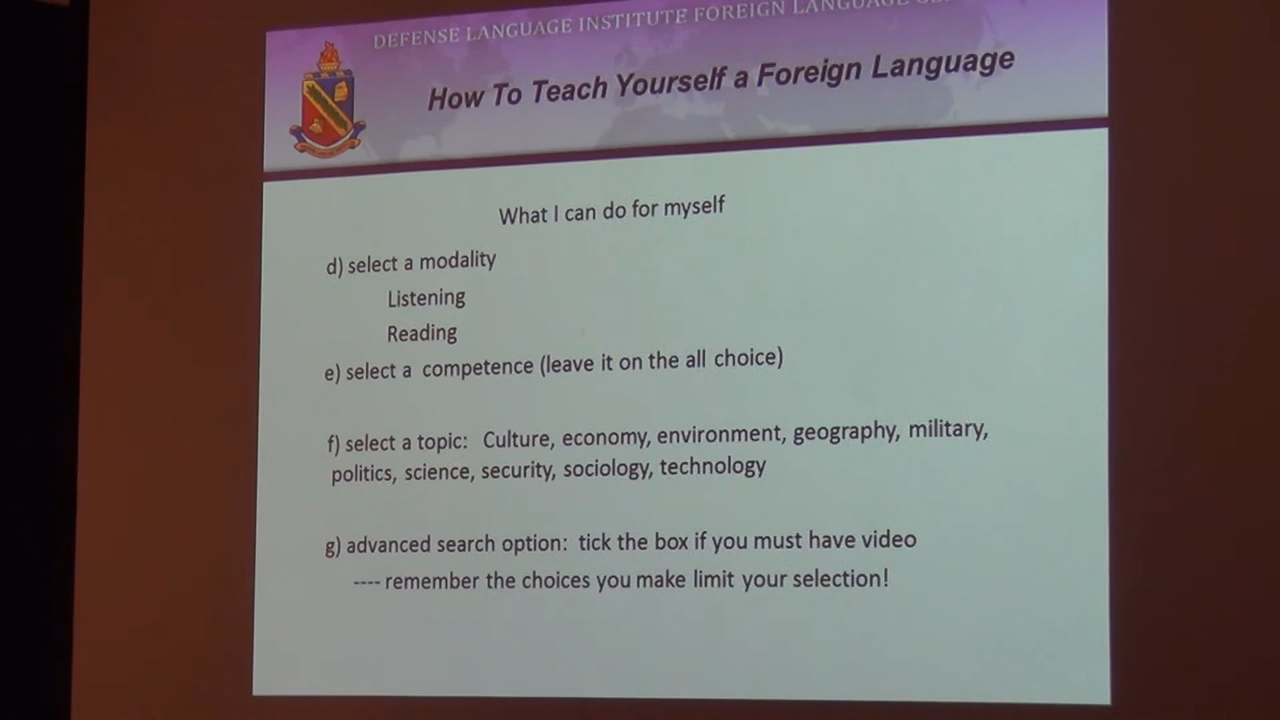 DEFENSE LANGUAGE INSTITUTE FOREIGN LANGUAGE
How To Teach Yourself a Foreign Language
What I can do for myself
d) select a modality
Listening
Reading
e) select a competence (leave it on the all choice)
f) select a topic: Culture, economy, environment, geography, military,
politics, science, security, sociology, technology
g) advanced search option: tick the box if you must have video
---- remember the choices you make limit your selection!